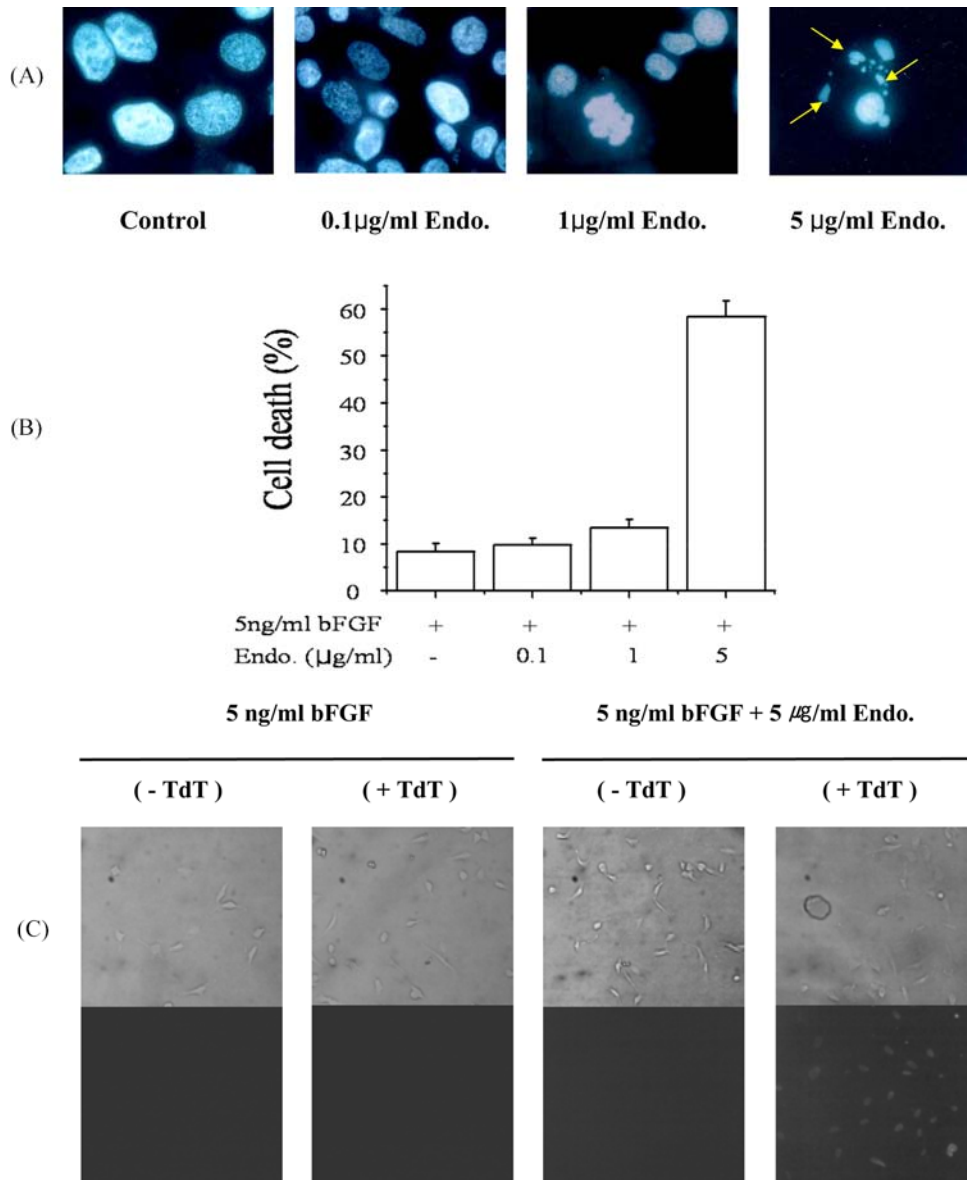 (A)
Control 0.1μg/ml Endo. 1μg/ml Endo. 5 μg/ml Endo.
(B)
Cell death (%)
60
50
40
30
20
10
0
5ng/ml bFGF + + + +
Endo. (μg/ml) - 0.1 1 5
5 ng/ml bFGF 5 ng/ml bFGF + 5 ㎍/ml Endo.
( - TdT ) ( + TdT ) ( - TdT ) ( + TdT )
(C)